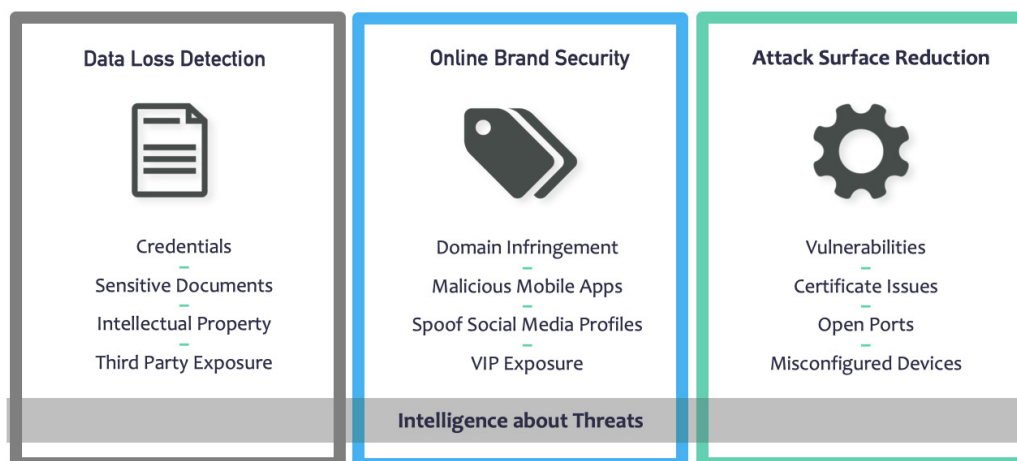 Data Loss Detection
Credentials
Sensitive Documents
Intellectual Property
Third Party Exposure
Online Brand Security
Domain Infringement
Malicious Mobile Apps
Spoof Social Media Profiles
VIP Exposure
Attack Surface Reduction
Vulnerabilities
Certificate Issues
Open Ports
Misconfigured Devices
Intelligence about Threats